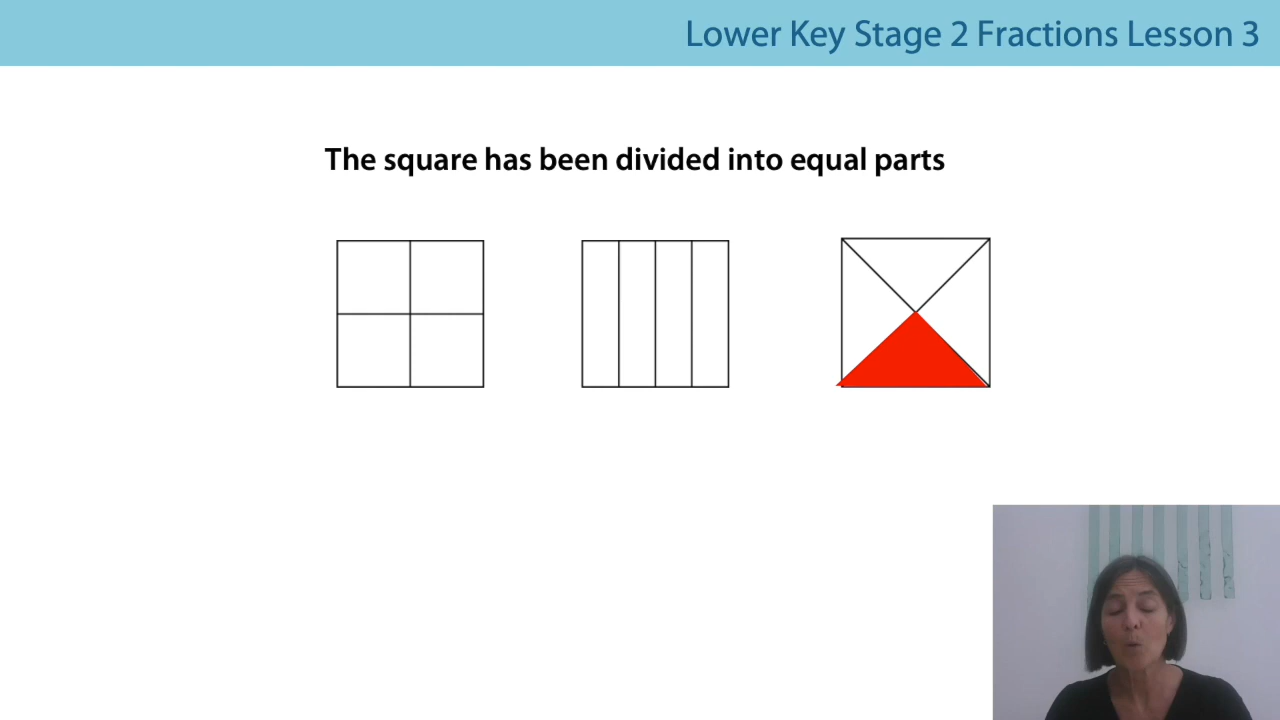 Lower Key Stage 2 Fractions Lesson 3
The square has been divided into equal parts